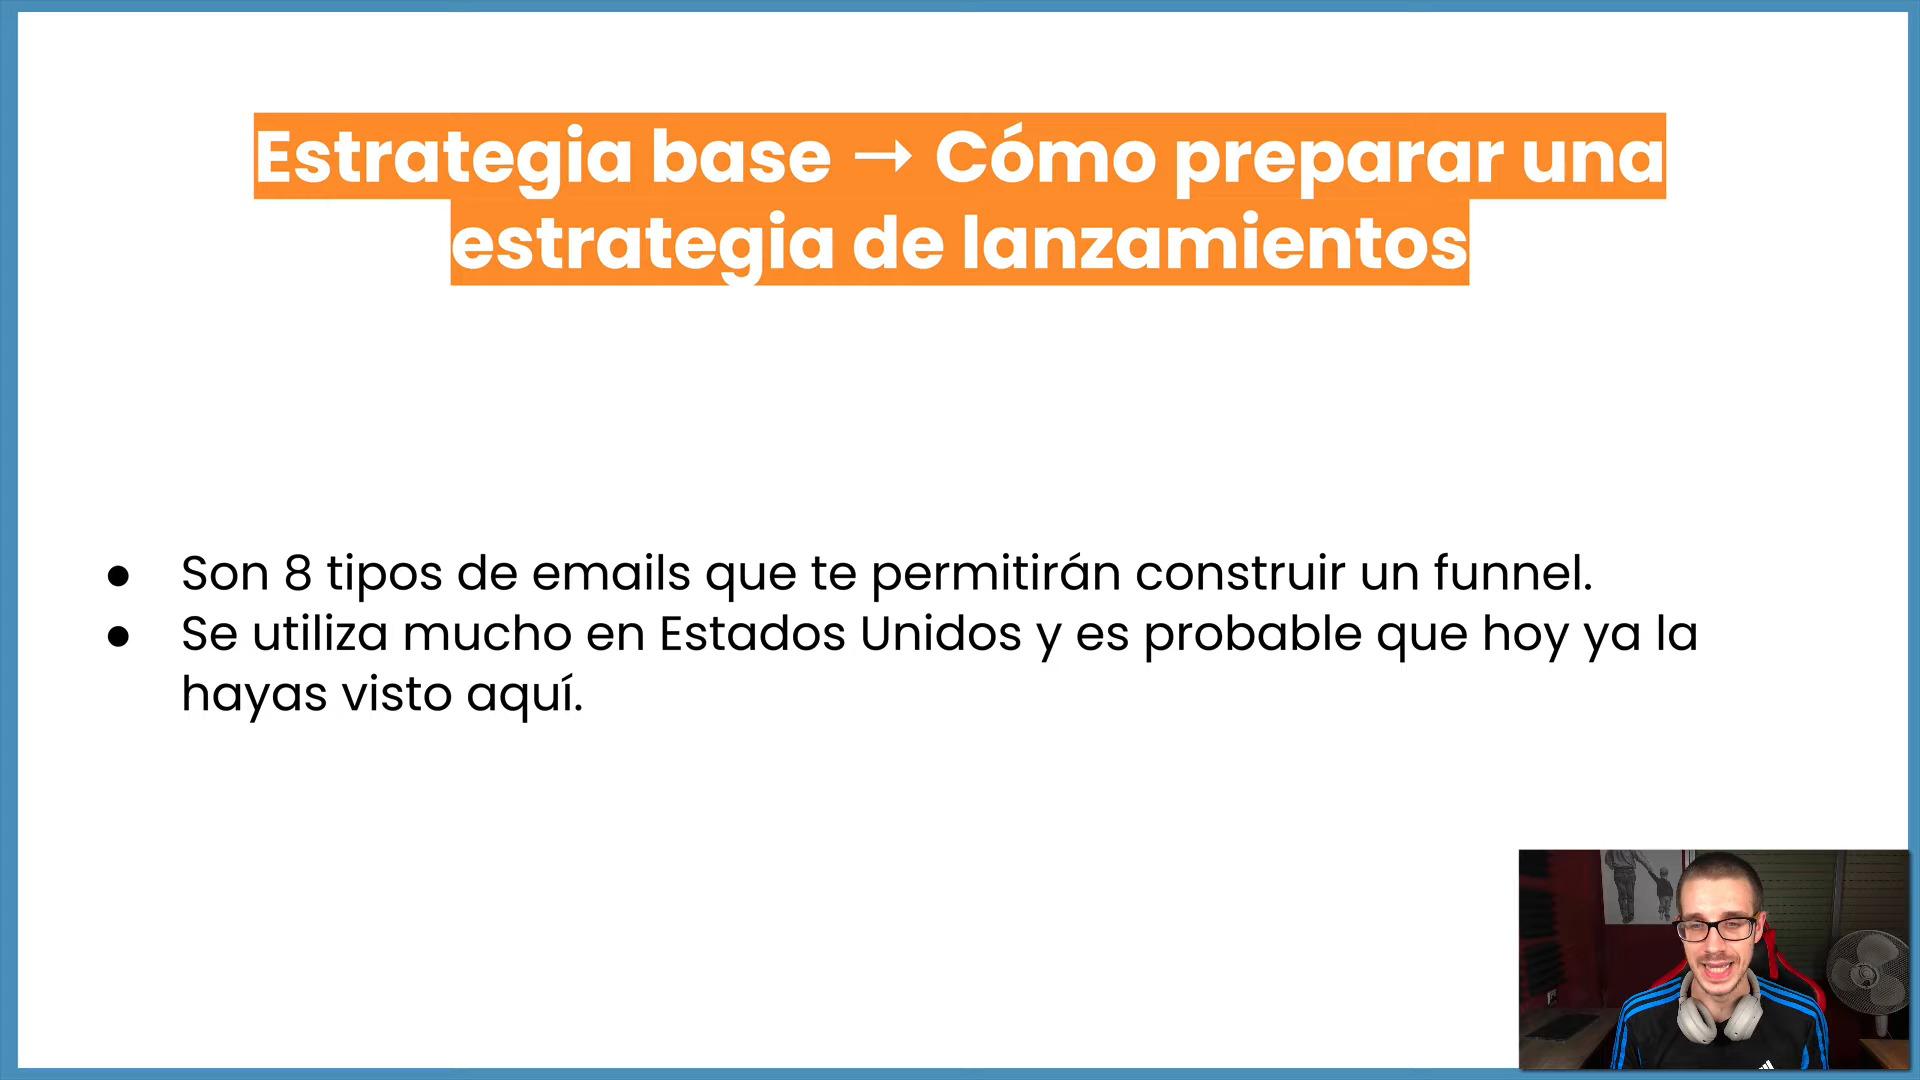 Estrategia base → Cómo preparar una
estrategia de lanzamientos
● Son 8 tipos de emails que te permitirán construir un funnel.
● Se utiliza mucho en Estados Unidos y es probable que hoy ya la
hayas visto aquí.